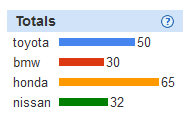 Totals ?
toyota 50
bmw 30
honda 65
nissan 32